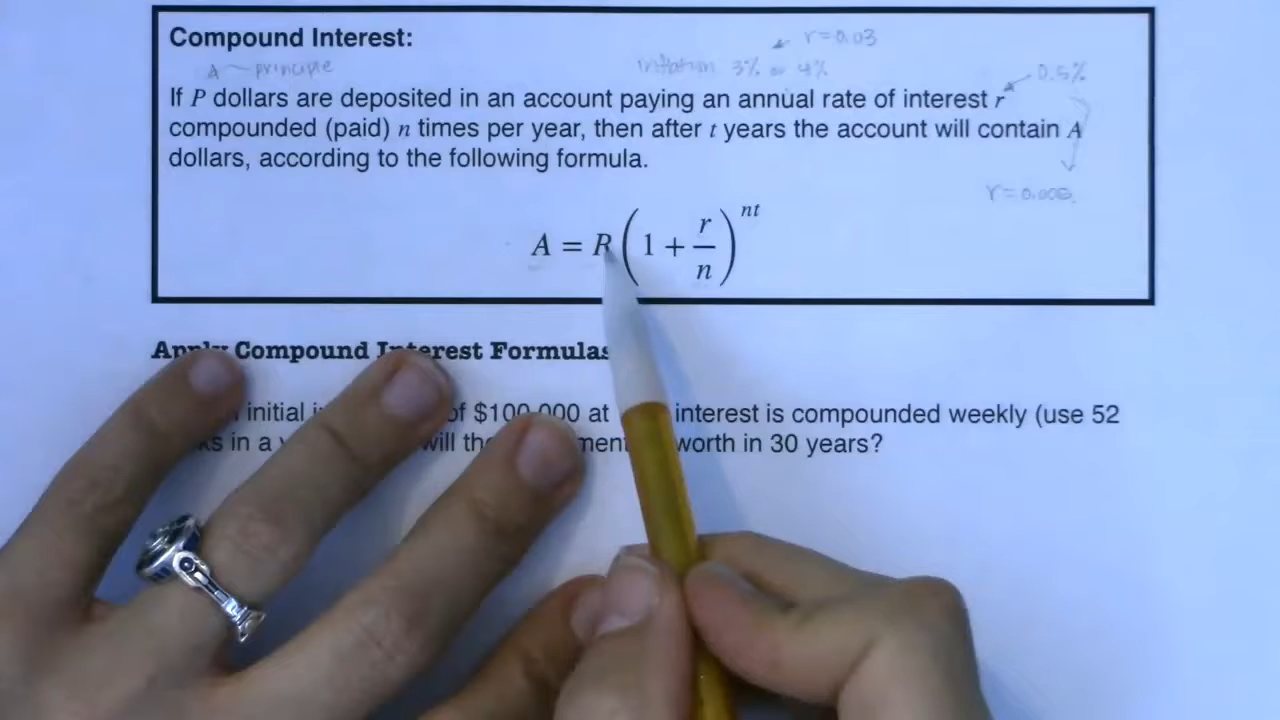 Compound Interest:
r=0.03
principle
inflation 3% or 4%
0.5%
If P dollars are deposited in an account paying an annual rate of interest r
compounded (paid) n times per year, then after t years the account will contain A
dollars, according to the following formula.
r=0.005
A = P(1 + r/n)^nt
Apply Compound Interest Formulas
initial of $100,000 at interest is compounded weekly (use 52
in a will the worth in 30 years?